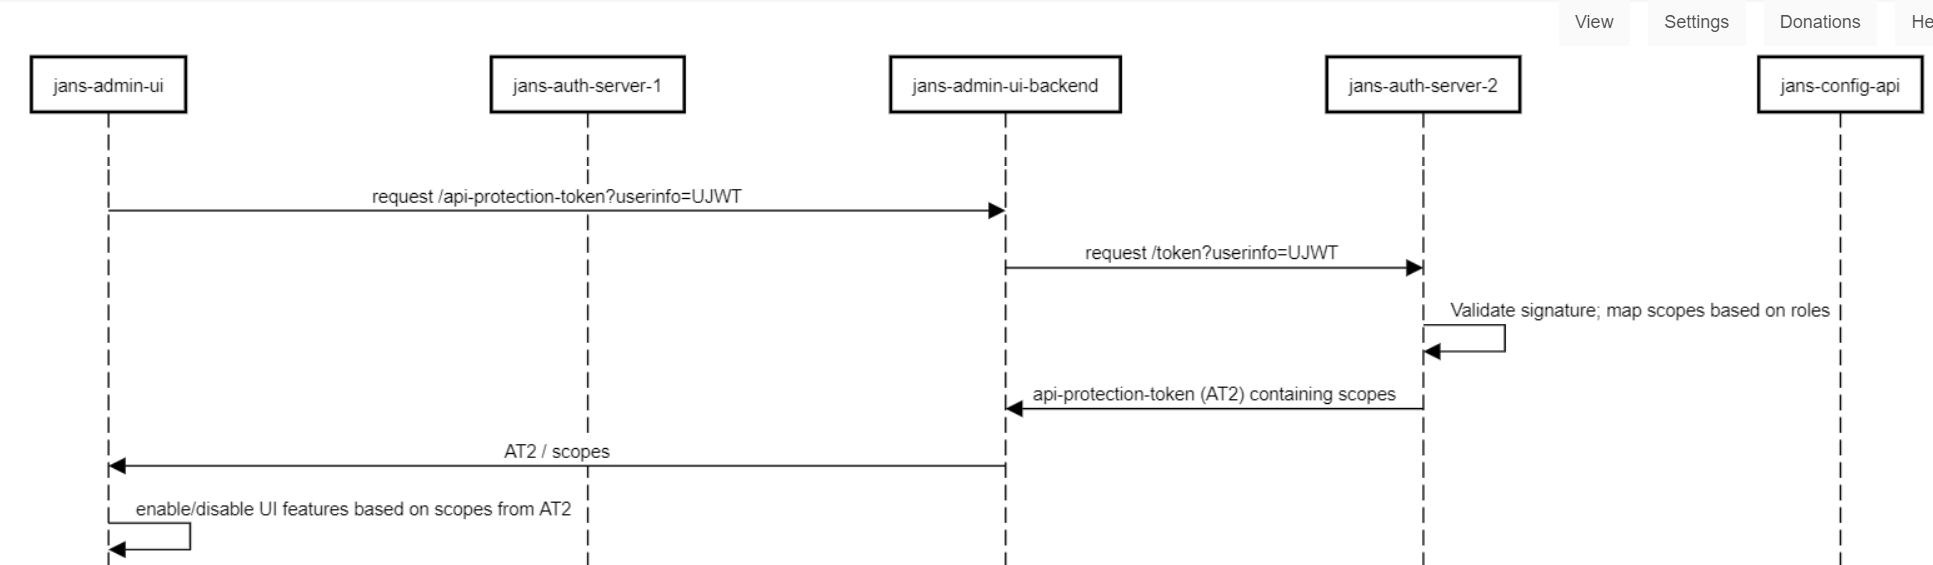 View Settings Donations He
jans-admin-ui
jans-auth-server-1
jans-admin-ui-backend
jans-auth-server-2
jans-config-api
request /api-protection-token?userinfo=UJWT
request /token?userinfo=UJWT
Validate signature; map scopes based on roles
api-protection-token (AT2) containing scopes
AT2 / scopes
enable/disable UI features based on scopes from AT2